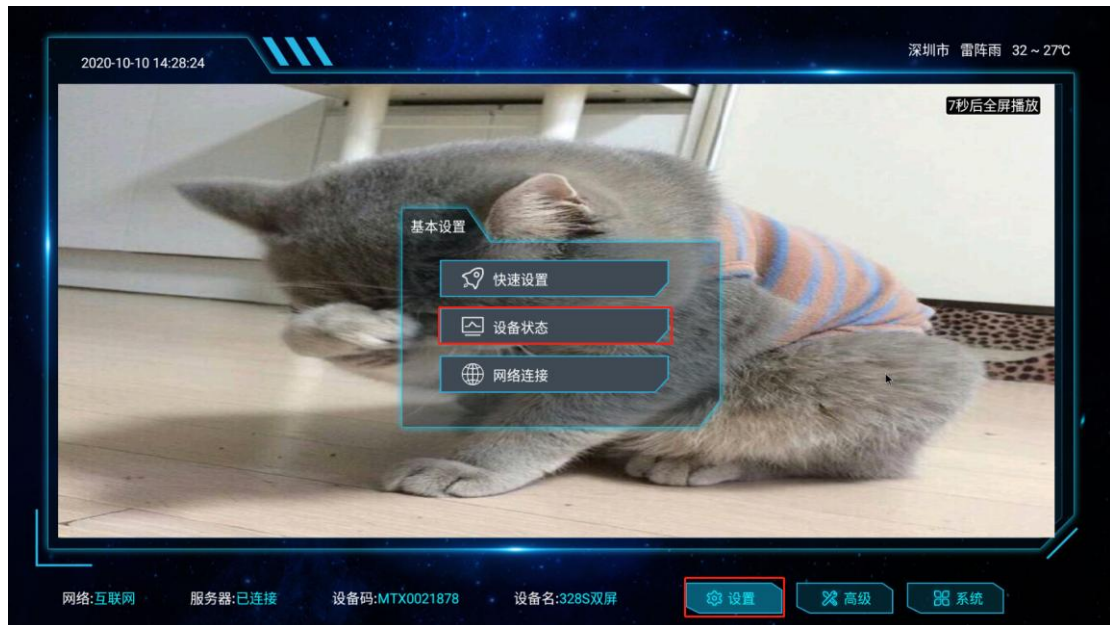 2020-10-10 14:28:24
深圳市 雷阵雨 32 ~ 27℃
7秒后全屏播放
基本设置
快速设置
设备状态
网络连接
网络:互联网 服务器:已连接 设备码:MTX0021878 设备名:328S双屏 设置 高级 系统